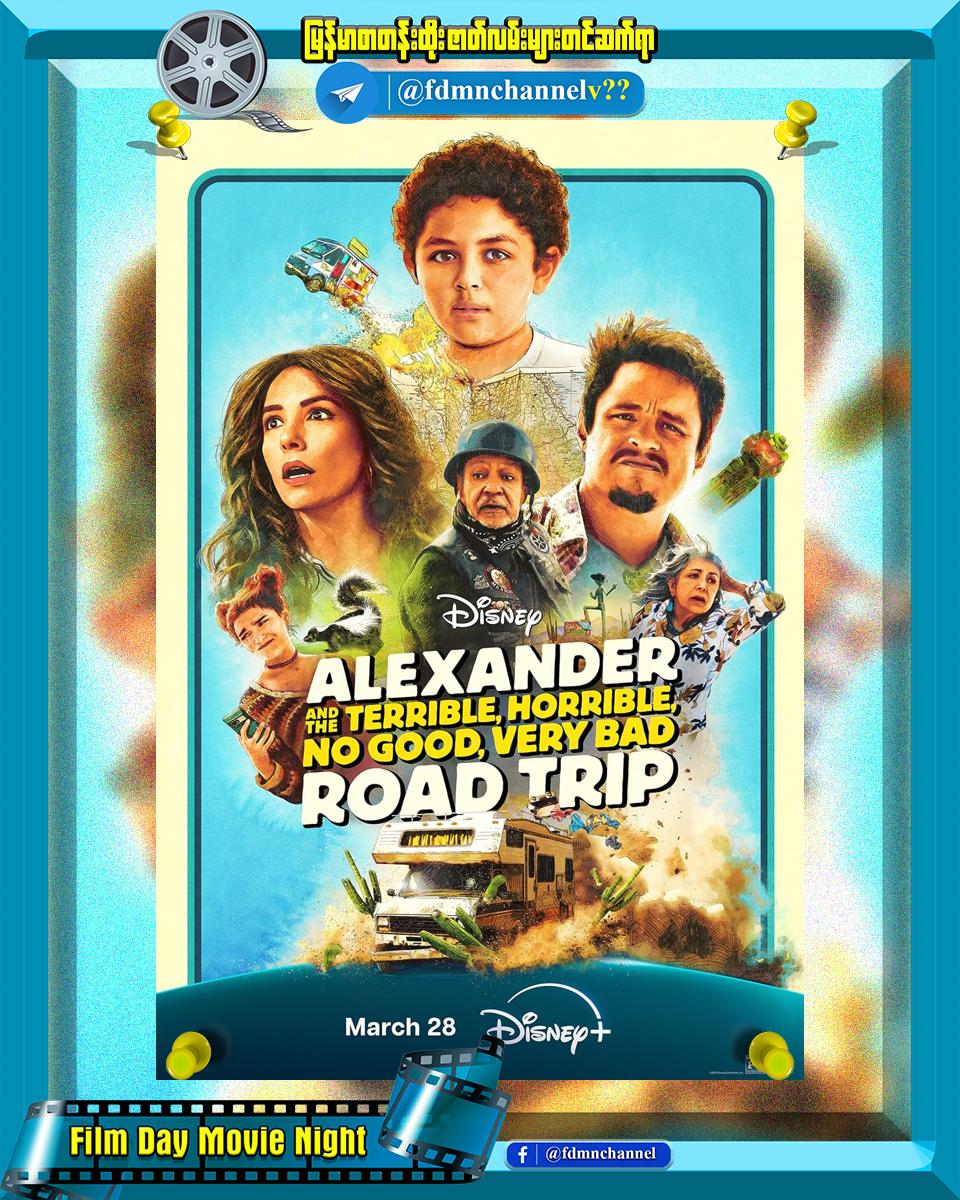 မြန်မာစာတန်းထိုးဇာတ်လမ်းများတင်ဆက်ရာ
@fdmnchannelv??
Disney
ALEXANDER
AND THE TERRIBLE, HORRIBLE,
NO GOOD, VERY BAD
ROAD TRIP
March 28 Disney+
Film Day Movie Night
f @fdmnchannel